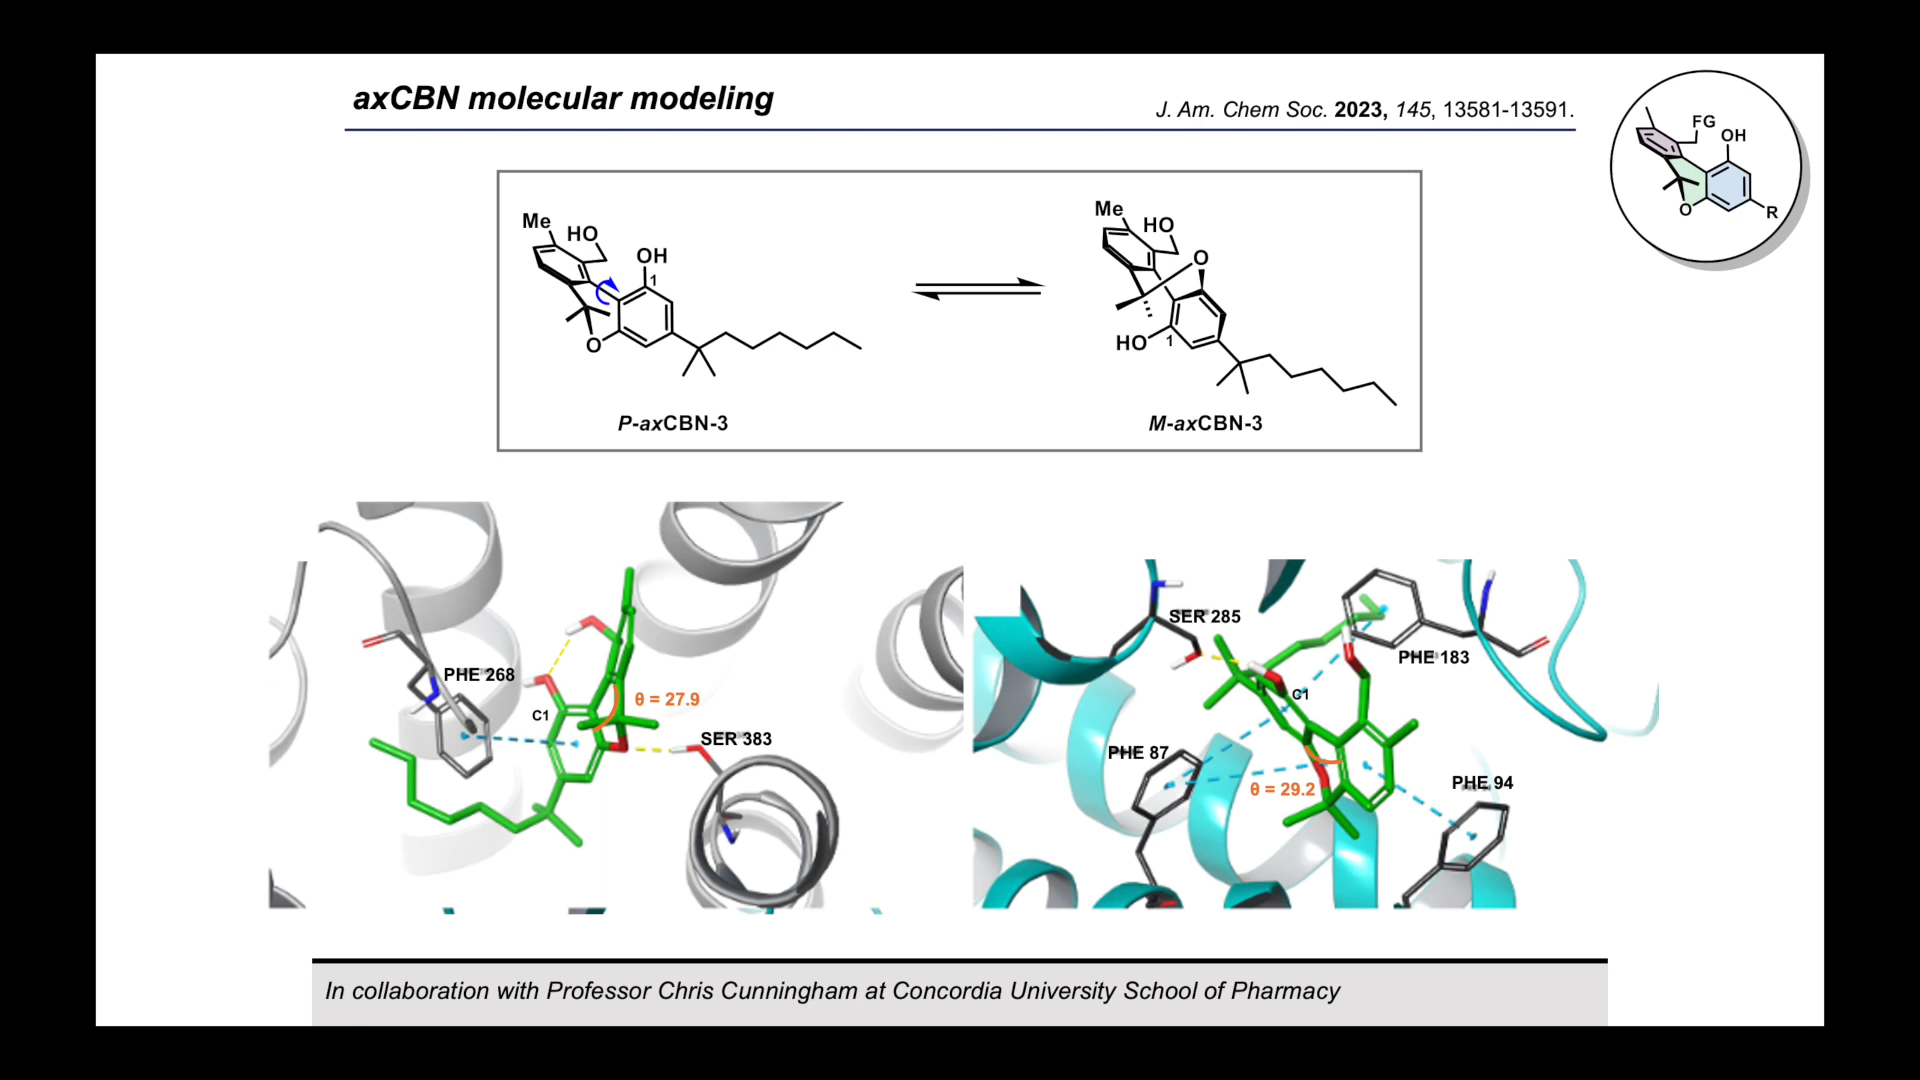 axCBN molecular modeling
J. Am. Chem Soc. 2023, 145, 13581-13591.
FG
OH
O
R
Me
HO
OH
1
O
P-axCBN-3
Me
HO
O
HO
1
M-axCBN-3
PHE 268
C1
θ = 27.9
SER 383
SER 285
PHE 183
C1
PHE 87
θ = 29.2
PHE 94
In collaboration with Professor Chris Cunningham at Concordia University School of Pharmacy